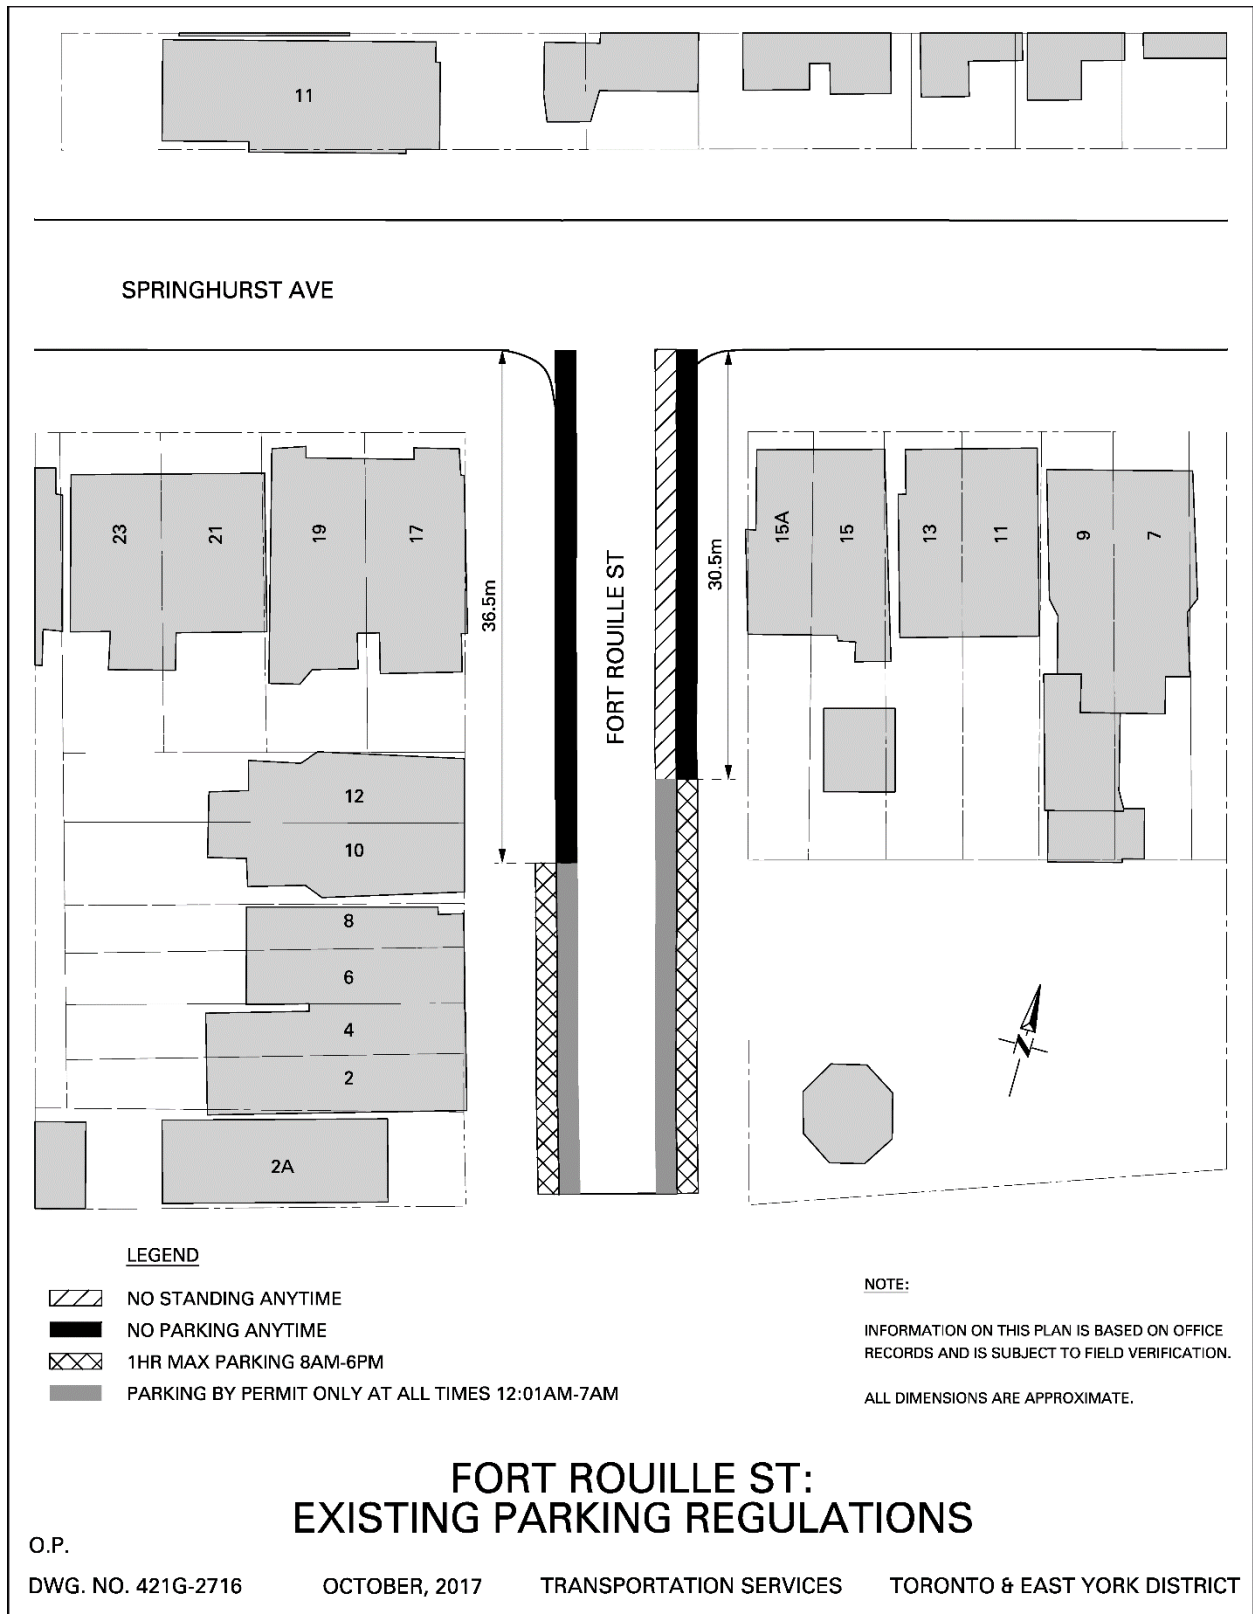 11
SPRINGHURST AVE
23
21
19
17
36.5m
FORT ROUILLE ST
30.5m
15A
15
13
11
9
7
12
10
8
6
4
2
2A
N
LEGEND
NO STANDING ANYTIME
NO PARKING ANYTIME
1HR MAX PARKING 8AM-6PM
PARKING BY PERMIT ONLY AT ALL TIMES 12:01AM-7AM
NOTE:
INFORMATION ON THIS PLAN IS BASED ON OFFICE
RECORDS AND IS SUBJECT TO FIELD VERIFICATION.
ALL DIMENSIONS ARE APPROXIMATE.
FORT ROUILLE ST:
EXISTING PARKING REGULATIONS
O.P.
DWG. NO. 421G-2716 OCTOBER, 2017 TRANSPORTATION SERVICES TORONTO & EAST YORK DISTRICT